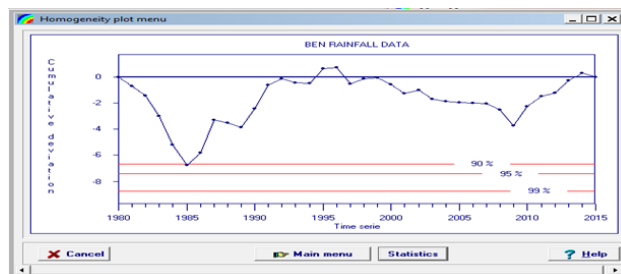 Homogeneity plot menu
BEN RAINFALL DATA
Cumulative deviation
0
-2
-4
-6
-8
90 %
95 %
99 %
1980
1985
1990
1995
2000
2005
2010
2015
Time serie
Cancel
Main menu
Statistics
? Help